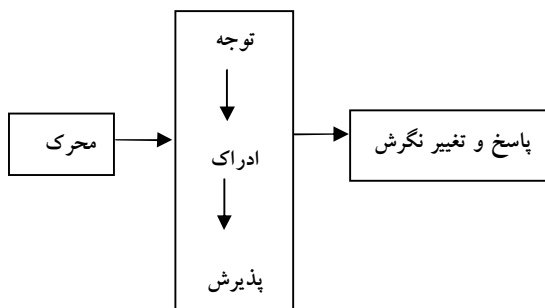 توجه
محرک
ادراک
پذیرش
پاسخ و تغییر نگرش